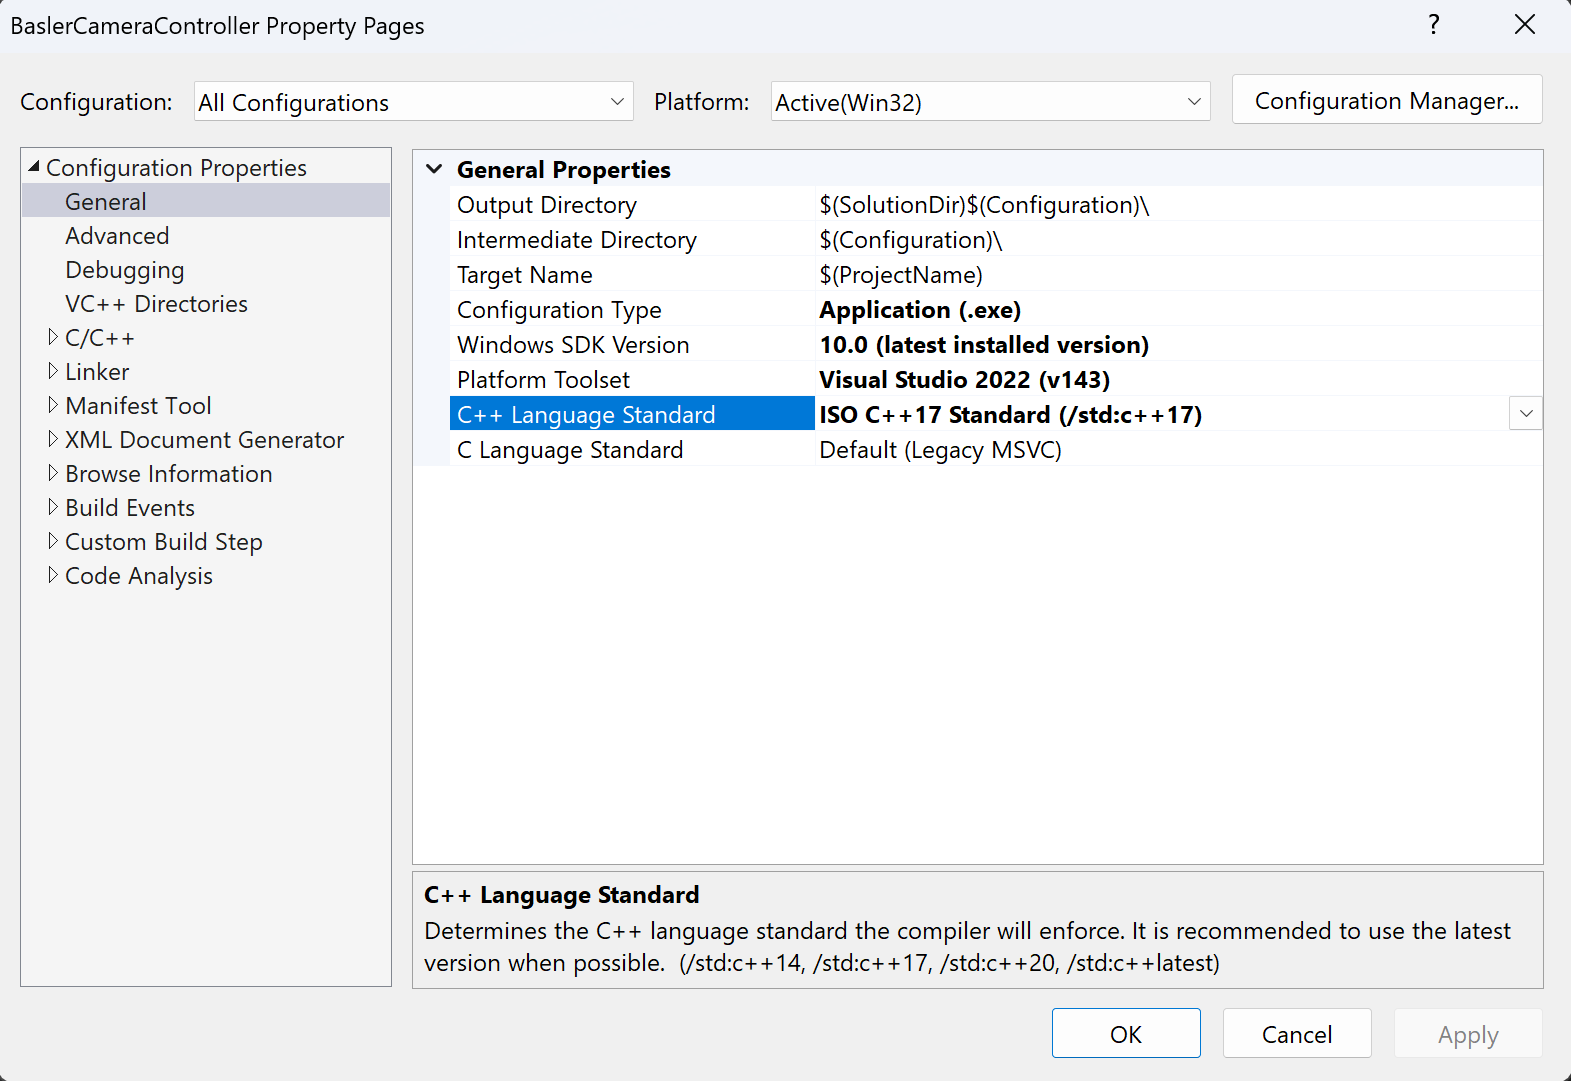 BaslerCameraController Property Pages
?
Configuration: All Configurations Platform: Active(Win32) Configuration Manager...
Configuration Properties
General
Advanced
Debugging
VC++ Directories
C/C++
Linker
Manifest Tool
XML Document Generator
Browse Information
Build Events
Custom Build Step
Code Analysis
General Properties
Output Directory $(SolutionDir)$(Configuration)\
Intermediate Directory $(Configuration)\
Target Name $(ProjectName)
Configuration Type Application (.exe)
Windows SDK Version 10.0 (latest installed version)
Platform Toolset Visual Studio 2022 (v143)
C++ Language Standard ISO C++17 Standard (/std:c++17)
C Language Standard Default (Legacy MSVC)
C++ Language Standard
Determines the C++ language standard the compiler will enforce. It is recommended to use the latest
version when possible.  (/std:c++14, /std:c++17, /std:c++20, /std:c++latest)
OK Cancel Apply